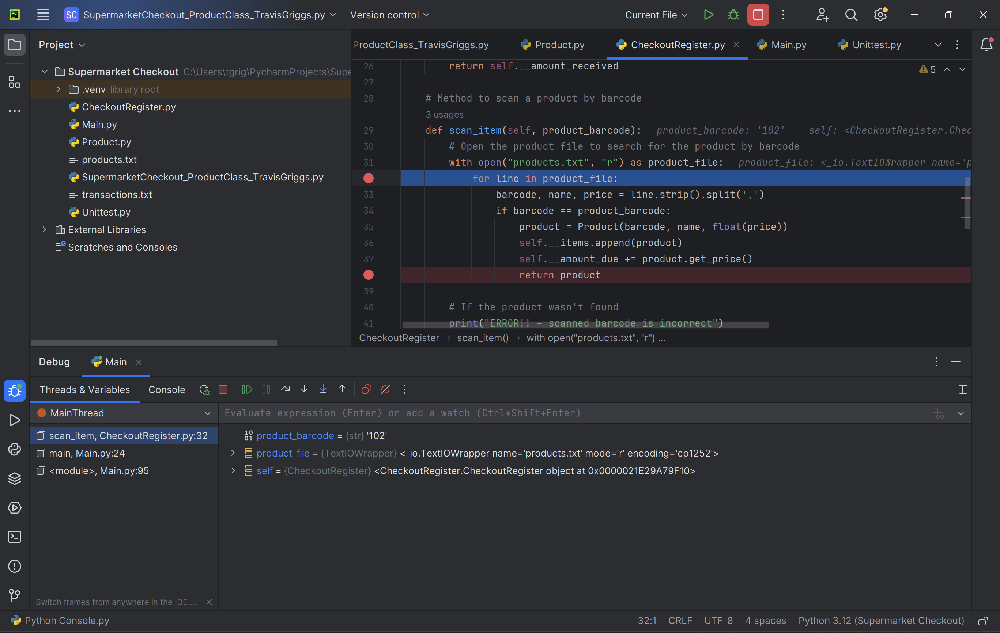 PC
SC SupermarketCheckout_ProductClass_TravisGriggs.py Version control Current File
Project
Supermarket Checkout C:\Users\tgrig\PycharmProjects\Supe
.venv library root
CheckoutRegister.py
Main.py
Product.py
products.txt
SupermarketCheckout_ProductClass_TravisGriggs.py
transactions.txt
Unittest.py
External Libraries
Scratches and Consoles
ProductClass_TravisGriggs.py Product.py CheckoutRegister.py Main.py Unittest.py
5
26 return self.__amount_received
27
28 # Method to scan a product by barcode
3 usages
29 def scan_item(self, product_barcode): product_barcode: '102' self: <CheckoutRegister.Chec
30 # Open the product file to search for the product by barcode
31 with open("products.txt", "r") as product_file: product_file: <_io.TextIOWrapper name='p
for line in product_file:
33 barcode, name, price = line.strip().split(',')
34 if barcode == product_barcode:
35 product = Product(barcode, name, float(price))
36 self.__items.append(product)
37 self.__amount_due += product.get_price()
return product
39
40 # If the product wasn't found
41 print("ERROR!! - scanned barcode is incorrect")
CheckoutRegister › scan_item() › with open("products.txt", "r") ...
Debug Main
Threads & Variables Console
MainThread
Evaluate expression (Enter) or add a watch (Ctrl+Shift+Enter)
scan_item, CheckoutRegister.py:32
main, Main.py:24
<module>, Main.py:95
product_barcode = {str} '102'
product_file = {TextIOWrapper} <_io.TextIOWrapper name='products.txt' mode='r' encoding='cp1252'>
self = {CheckoutRegister} <CheckoutRegister.CheckoutRegister object at 0x0000021E29A79F10>
Switch frames from anywhere in the IDE ...
Python Console.py 32:1 CRLF UTF-8 4 spaces Python 3.12 (Supermarket Checkout)